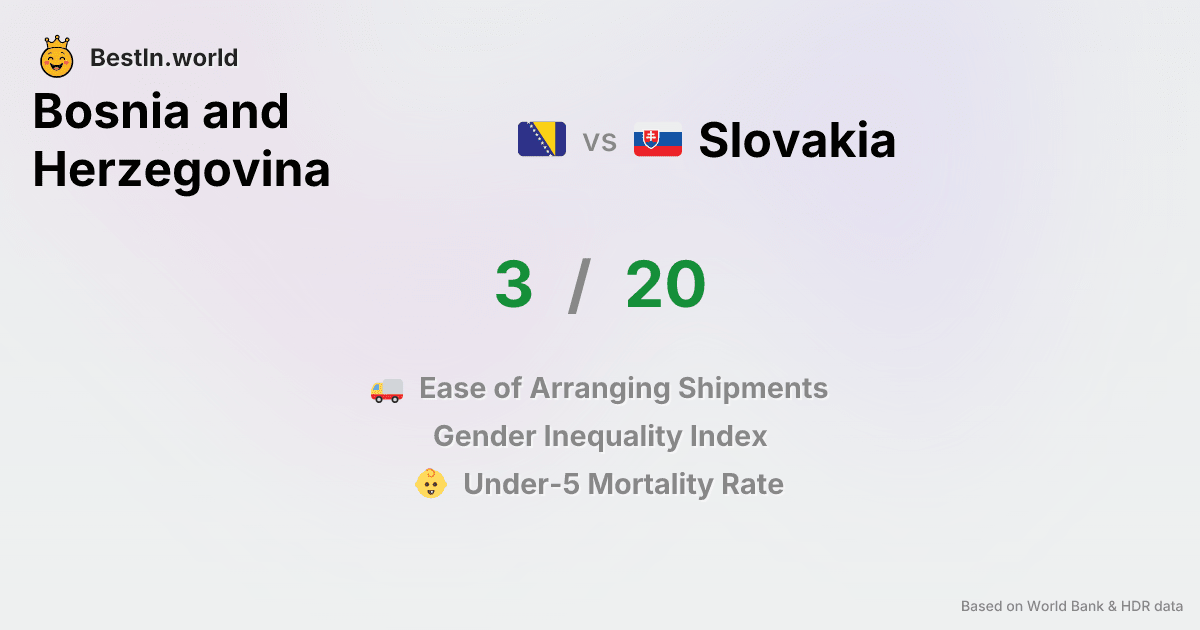 BestIn.world
Bosnia and
Herzegovina
vs
Slovakia
3 / 20
Ease of Arranging Shipments
Gender Inequality Index
Under-5 Mortality Rate
Based on World Bank & HDR data